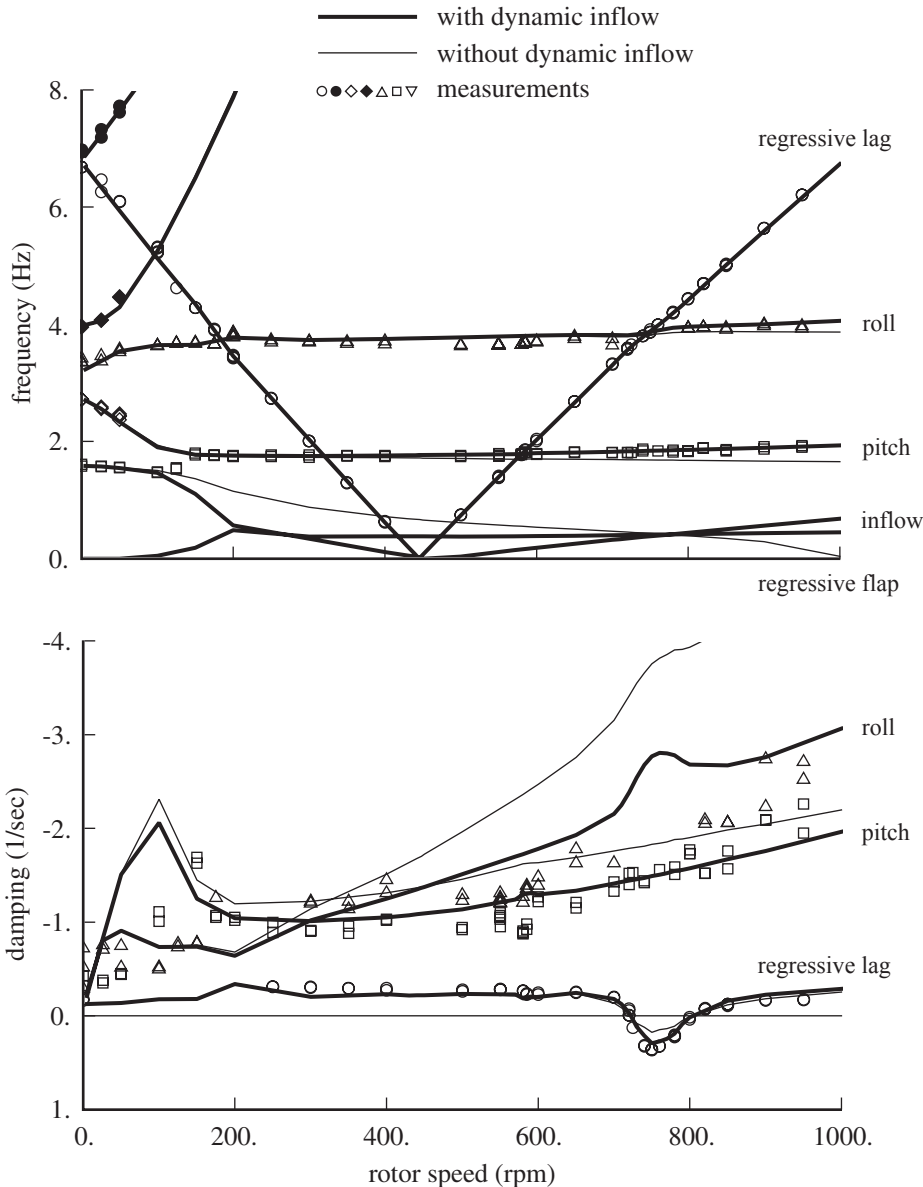 with dynamic inflow
without dynamic inflow
measurements
8.
6.
4.
2.
0.
frequency (Hz)
regressive lag
roll
pitch
inflow
regressive flap
-4.
-3.
-2.
-1.
0.
1.
damping (1/sec)
roll
pitch
regressive lag
0.
200.
400.
600.
800.
1000.
rotor speed (rpm)